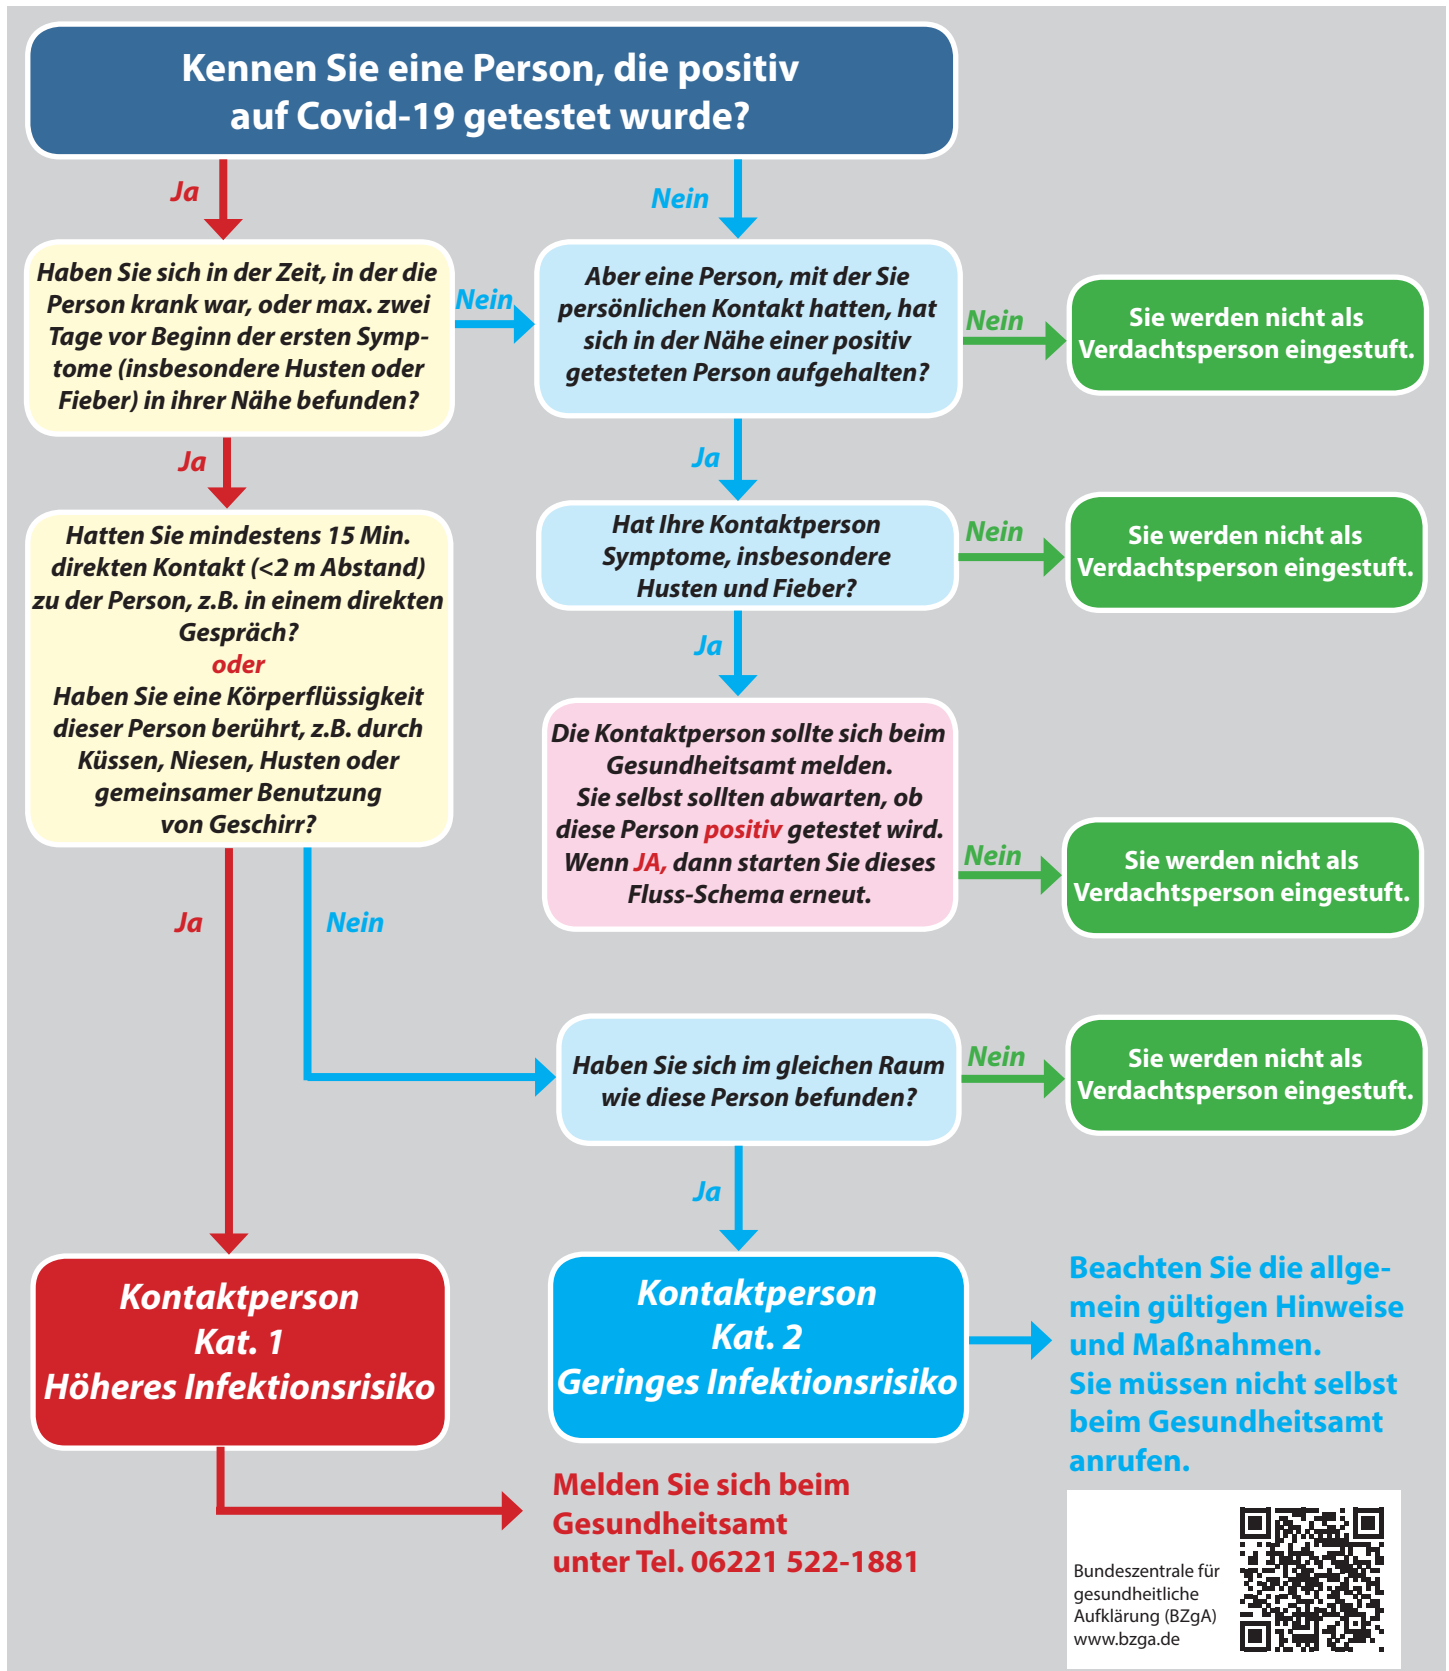 Kennen Sie eine Person, die positiv
auf Covid-19 getestet wurde?
Ja
Nein
Haben Sie sich in der Zeit, in der die
Person krank war, oder max. zwei
Tage vor Beginn der ersten Symp-
tome (insbesondere Husten oder
Fieber) in ihrer Nähe befunden?
Nein
Aber eine Person, mit der Sie
persönlichen Kontakt hatten, hat
sich in der Nähe einer positiv
getesteten Person aufgehalten?
Nein
Sie werden nicht als
Verdachtsperson eingestuft.
Ja
Ja
Hatten Sie mindestens 15 Min.
direkten Kontakt (<2 m Abstand)
zu der Person, z.B. in einem direkten
Gespräch?
oder
Haben Sie eine Körperflüssigkeit
dieser Person berührt, z.B. durch
Küssen, Niesen, Husten oder
gemeinsamer Benutzung
von Geschirr?
Hat Ihre Kontaktperson
Symptome, insbesondere
Husten und Fieber?
Nein
Sie werden nicht als
Verdachtsperson eingestuft.
Ja
Die Kontaktperson sollte sich beim
Gesundheitsamt melden.
Sie selbst sollten abwarten, ob
diese Person positiv getestet wird.
Wenn JA, dann starten Sie dieses
Fluss-Schema erneut.
Nein
Sie werden nicht als
Verdachtsperson eingestuft.
Ja
Nein
Haben Sie sich im gleichen Raum
wie diese Person befunden?
Nein
Sie werden nicht als
Verdachtsperson eingestuft.
Ja
Kontaktperson
Kat. 1
Höheres Infektionsrisiko
Kontaktperson
Kat. 2
Geringes Infektionsrisiko
Beachten Sie die allge-
mein gültigen Hinweise
und Maßnahmen.
Sie müssen nicht selbst
beim Gesundheitsamt
anrufen.
Melden Sie sich beim
Gesundheitsamt
unter Tel. 06221 522-1881
Bundeszentrale für
gesundheitliche
Aufklärung (BZgA)
www.bzga.de